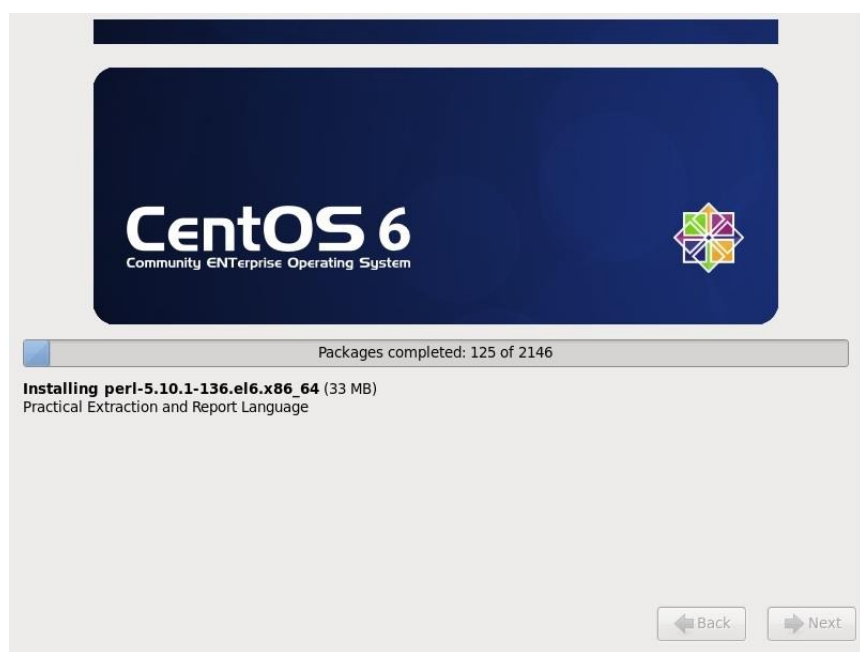 CentOS 6
Community ENTerprise Operating System
Packages completed: 125 of 2146
Installing perl-5.10.1-136.el6.x86_64 (33 MB)
Practical Extraction and Report Language
Back
Next